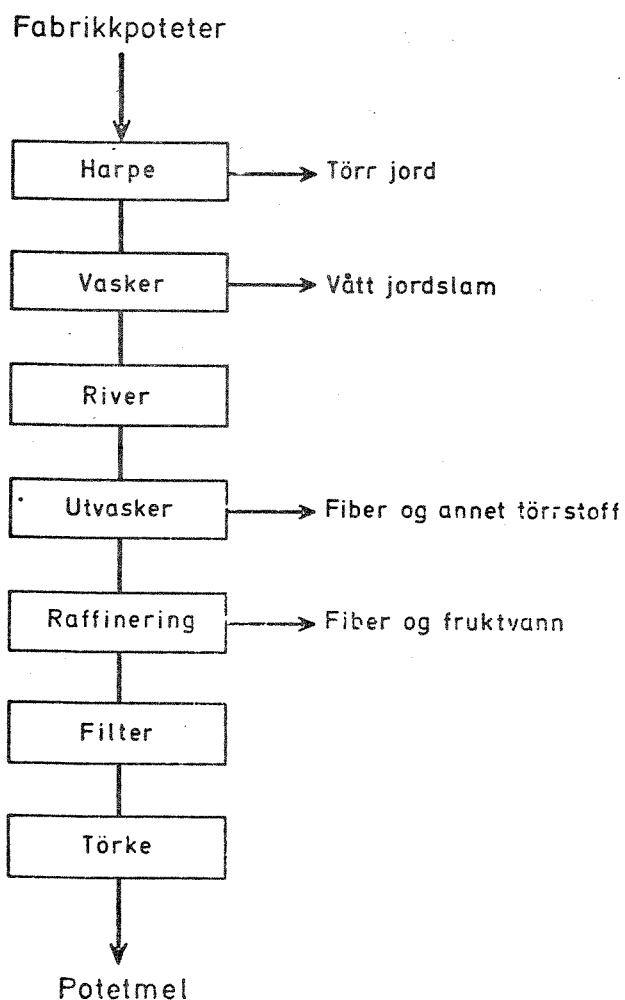 Fabrikkpoteter
Harpe
Törr jord
Vasker
Vått jordslam
River
Utvasker
Fiber og annet törrstoff
Raffinering
Fiber og fruktvann
Filter
Törke
Potetmel